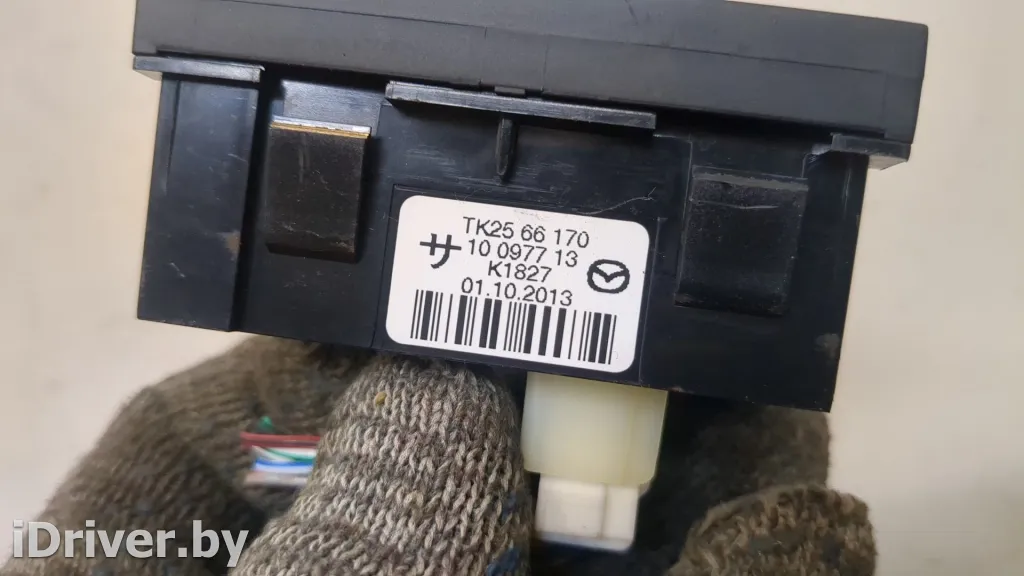 TK25 66 170
サ 10 0977 13
K1827
01.10.2013
iDriver.by